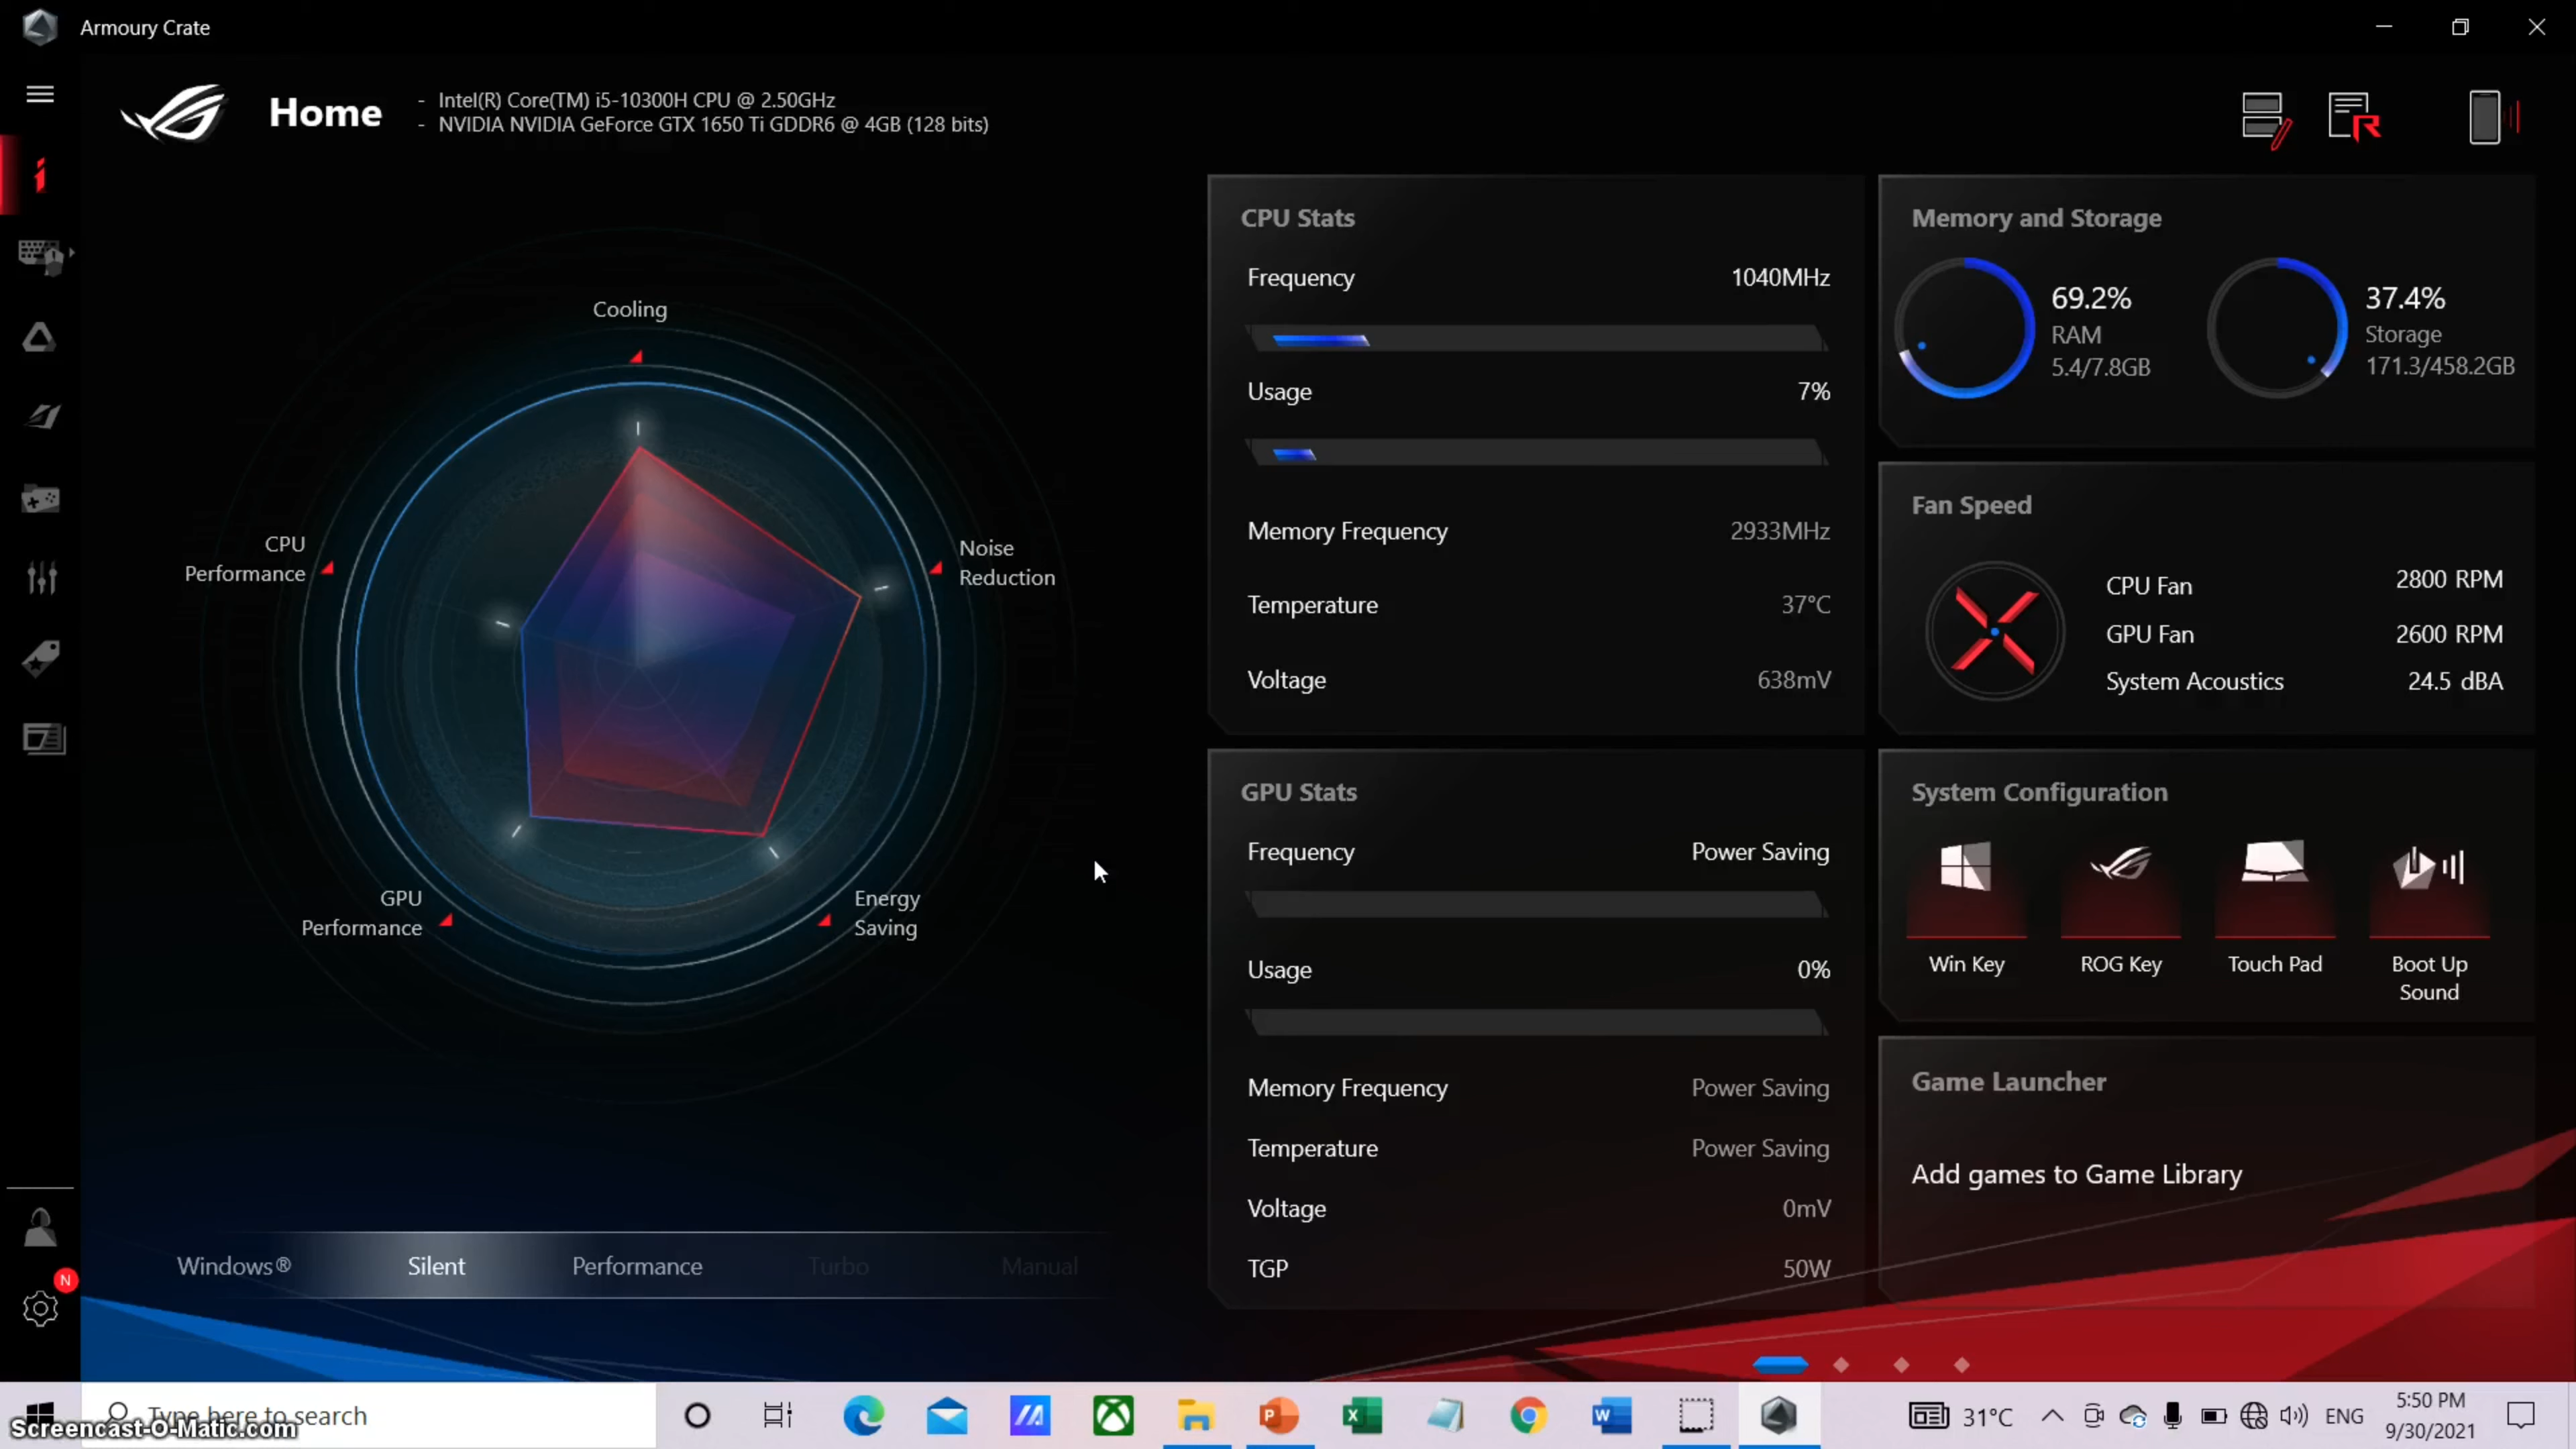 Armoury Crate
Home
- Intel(R) Core(TM) i5-10300H CPU @ 2.50GHz
- NVIDIA NVIDIA GeForce GTX 1650 Ti GDDR6 @ 4GB (128 bits)
Cooling
CPU
Performance
Noise
Reduction
GPU
Performance
Energy
Saving
Windows®
Silent
Performance
Turbo
Manual
CPU Stats
Frequency 1040MHz
Usage 7%
Memory Frequency 2933MHz
Temperature 37°C
Voltage 638mV
GPU Stats
Frequency Power Saving
Usage 0%
Memory Frequency Power Saving
Temperature Power Saving
Voltage 0mV
TGP 50W
Memory and Storage
69.2%
RAM
5.4/7.8GB
37.4%
Storage
171.3/458.2GB
Fan Speed
CPU Fan 2800 RPM
GPU Fan 2600 RPM
System Acoustics 24.5 dBA
System Configuration
Win Key
ROG Key
Touch Pad
Boot Up
Sound
Game Launcher
Add games to Game Library
N
Type here to search
Screencast-O-Matic.com
31°C
ENG
5:50 PM
9/30/2021